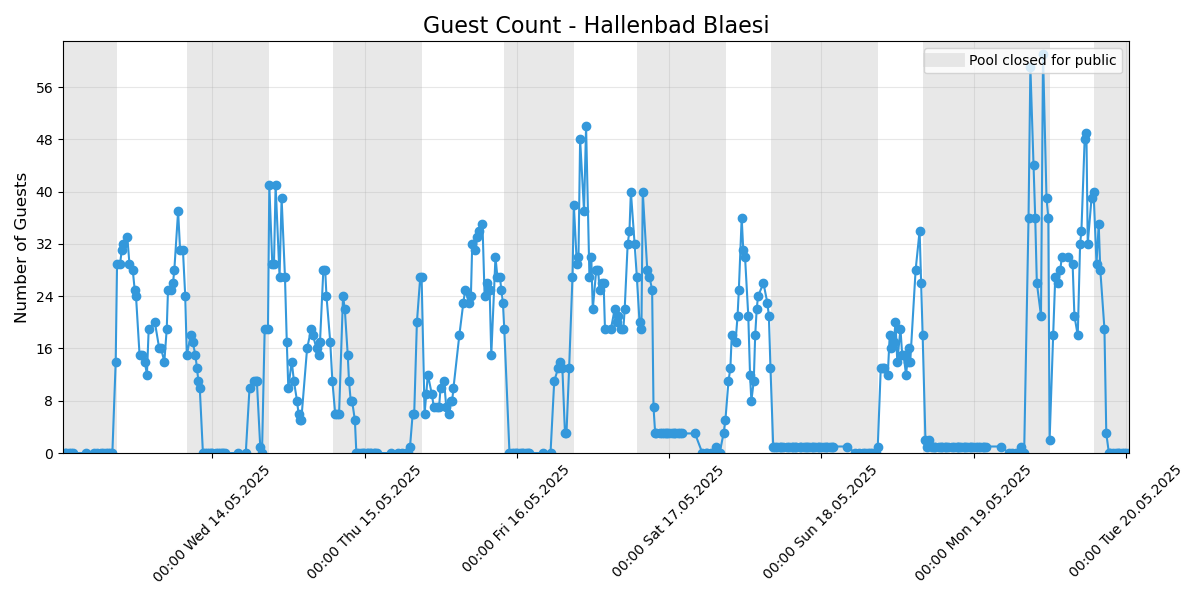 Guest Count - Hallenbad Blaesi
Pool closed for public
Number of Guests
56
48
40
32
24
16
8
0
00:00 Wed 14.05.2025
00:00 Thu 15.05.2025
00:00 Fri 16.05.2025
00:00 Sat 17.05.2025
00:00 Sun 18.05.2025
00:00 Mon 19.05.2025
00:00 Tue 20.05.2025